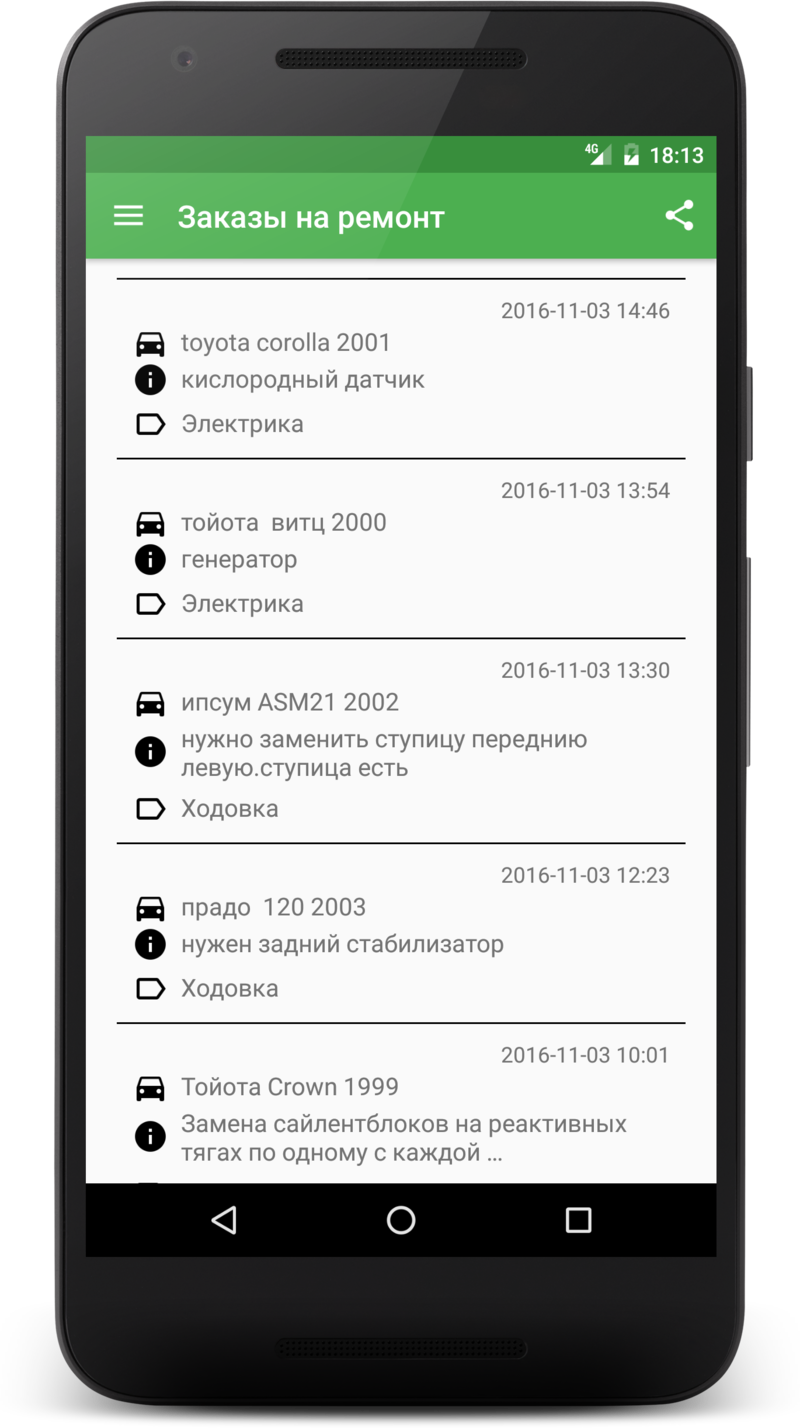 4G 18:13
Заказы на ремонт
2016-11-03 14:46
toyota corolla 2001
кислородный датчик
Электрика
2016-11-03 13:54
тойота  витц 2000
генератор
Электрика
2016-11-03 13:30
ипсум ASM21 2002
нужно заменить ступицу переднию
левую.ступица есть
Ходовка
2016-11-03 12:23
прадо  120 2003
нужен задний стабилизатор
Ходовка
2016-11-03 10:01
Тойота Crown 1999
Замена сайлентблоков на реактивных
тягах по одному с каждой ...